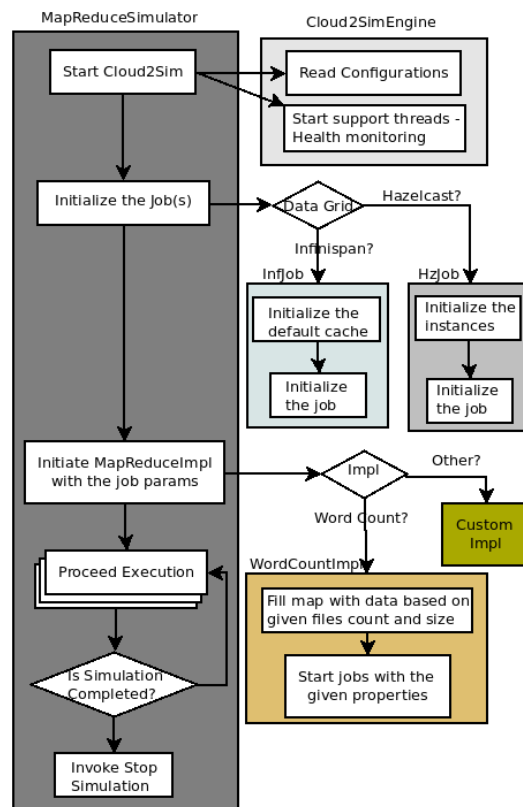 MapReduceSimulator
Cloud2SimEngine
Start Cloud2Sim
Read Configurations
Start support threads -
Health monitoring
Initialize the Job(s)
Data Grid
Hazelcast?
Infinispan?
InfJob
HzJob
Initialize the
default cache
Initialize the
instances
Initialize
the job
Initialize
the job
Initiate MapReduceImpl
with the job params
Impl
Other?
Word Count?
Custom
Impl
Proceed Execution
WordCountImpl
Fill map with data based on
given files count and size
Start jobs with the
given properties
Is Simulation
Completed?
Invoke Stop
Simulation